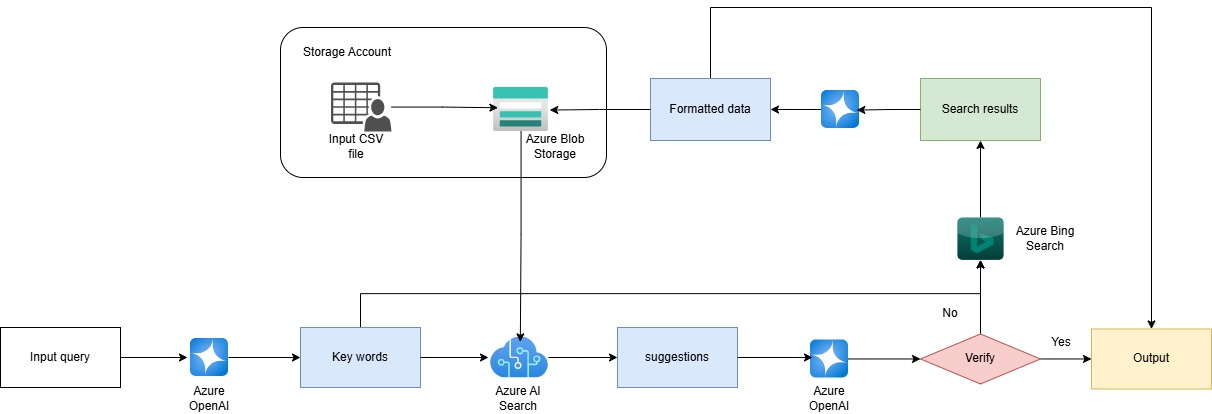 Storage Account
Input CSV
file
Azure Blob
Storage
Formatted data
Search results
Azure Bing
Search
No
Input query
Azure
OpenAI
Key words
Azure AI
Search
suggestions
Azure
OpenAI
Verify
Yes
Output